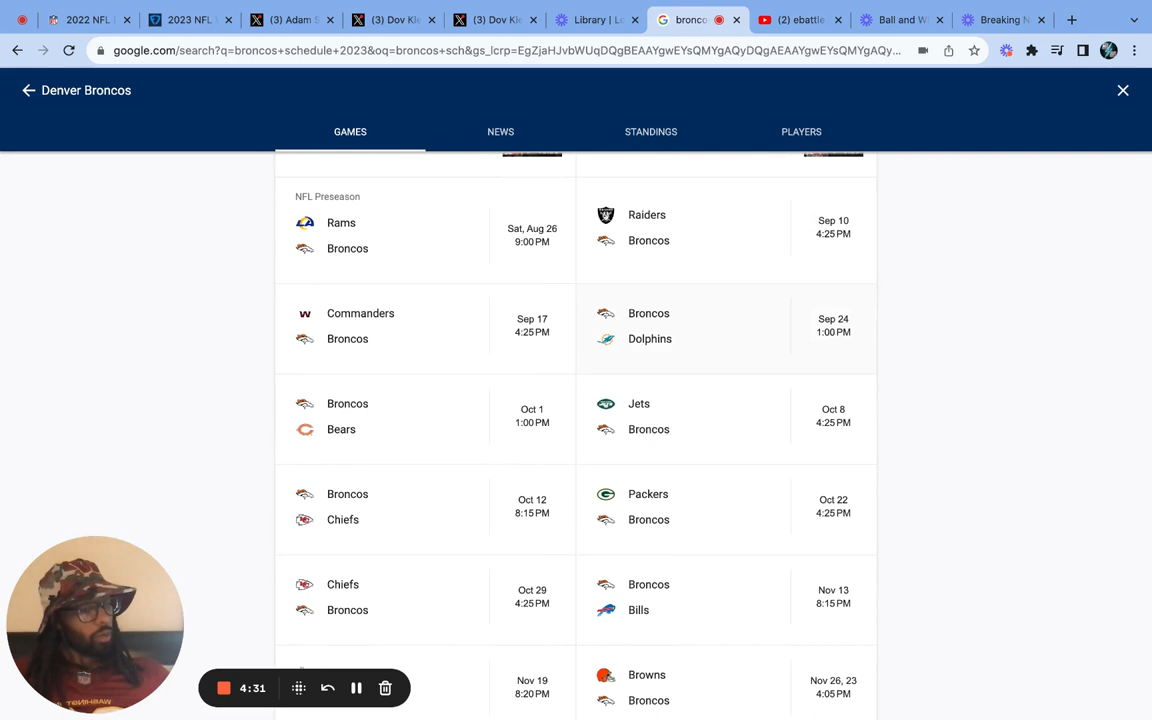 2022 NFL
2023 NFL
(3) Adam S
(3) Dov Kle
(3) Dov Kle
Library | Lo
bronco
(2) ebattle
Ball and W
Breaking N
google.com/search?q=broncos+schedule+2023&oq=broncos+sch&gs_lcrp=EgZjaHJvbWUqDQgBEAAYgwEYsQMYgAQyDQgAEAAYgwEYsQMYgAQy...
Denver Broncos
GAMES
NEWS
STANDINGS
PLAYERS
NFL Preseason
Rams
Broncos
Sat, Aug 26
9:00 PM
Raiders
Broncos
Sep 10
4:25 PM
Commanders
Broncos
Sep 17
4:25 PM
Broncos
Dolphins
Sep 24
1:00 PM
Broncos
Bears
Oct 1
1:00 PM
Jets
Broncos
Oct 8
4:25 PM
Broncos
Chiefs
Oct 12
8:15 PM
Packers
Broncos
Oct 22
4:25 PM
Chiefs
Broncos
Oct 29
4:25 PM
Broncos
Bills
Nov 13
8:15 PM
Nov 19
8:20 PM
Browns
Broncos
Nov 26, 23
4:05 PM
4:31